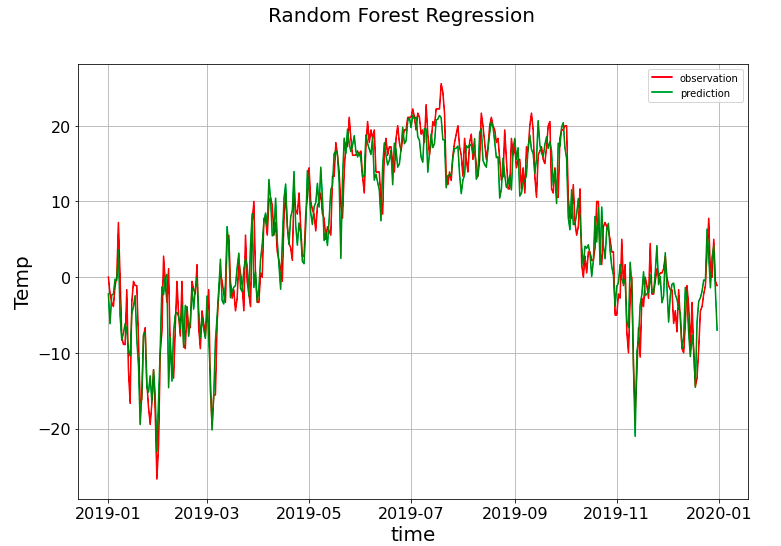 Random Forest Regression
observation
prediction
Temp
20
10
0
−10
−20
2019-01
2019-03
2019-05
2019-07
2019-09
2019-11
2020-01
time